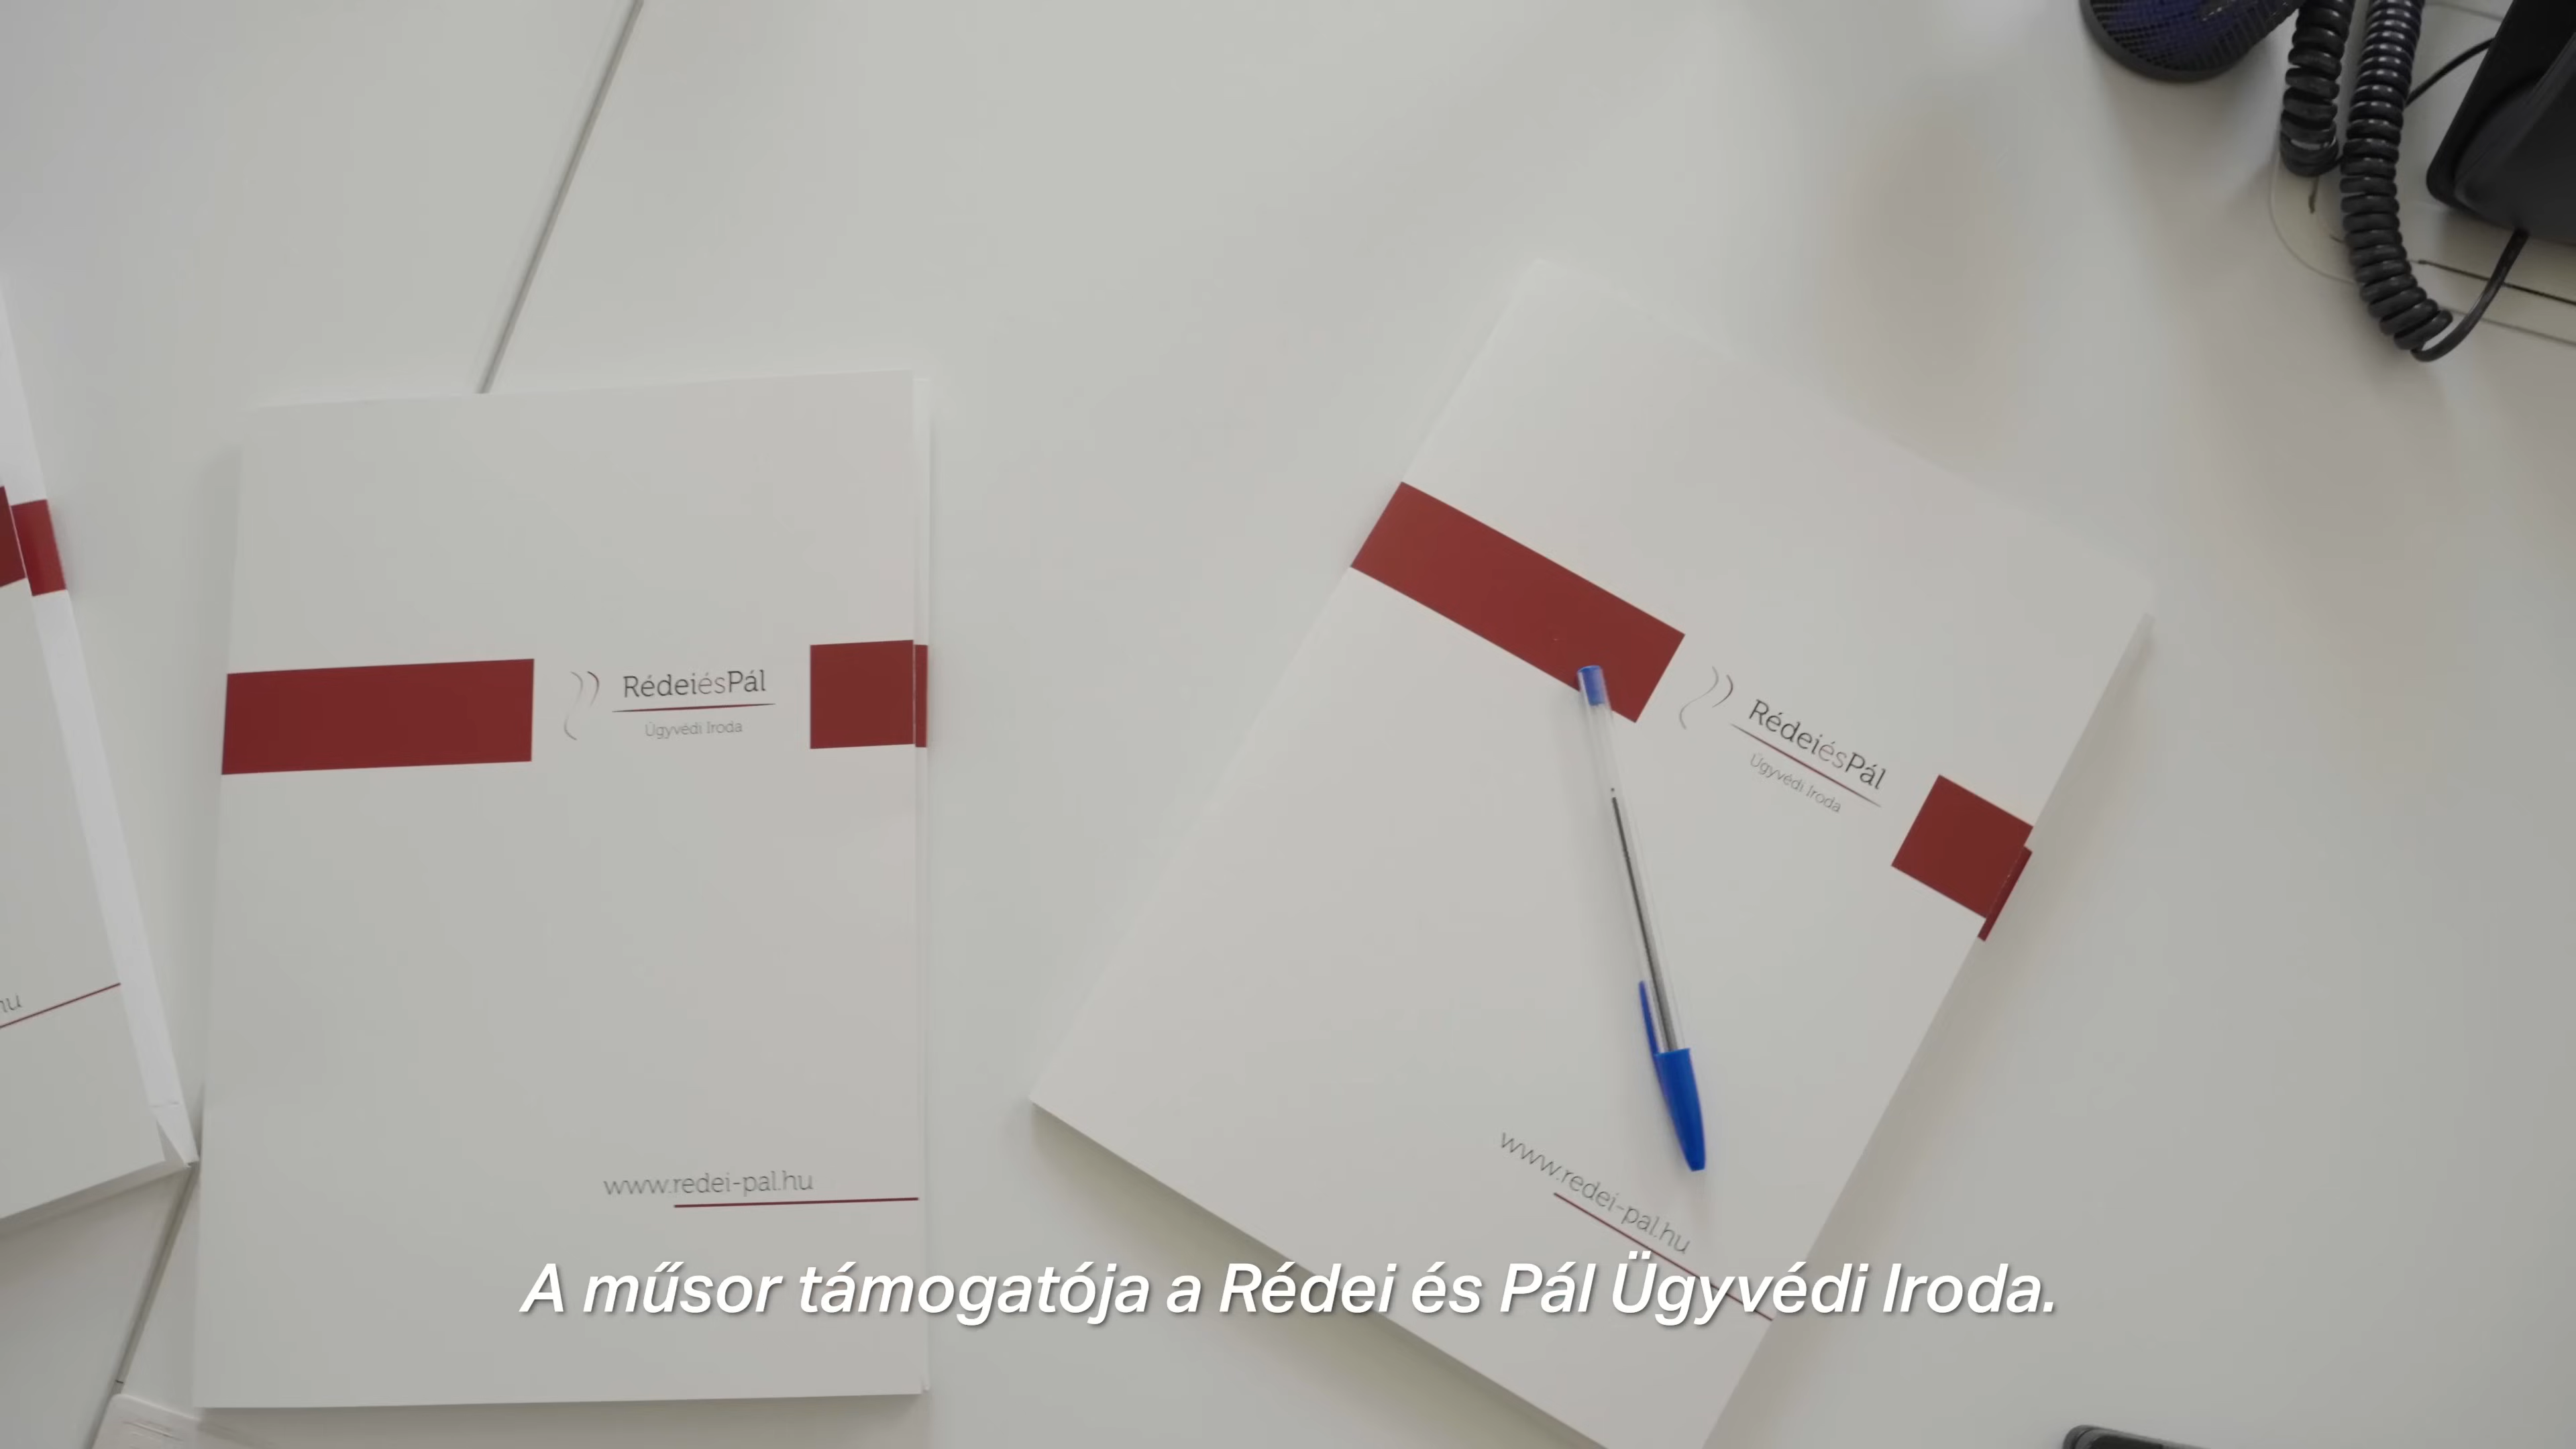 RédeiésPál
Ügyvédi Iroda
www.redei-pal.hu
RédeiésPál
Ügyvédi Iroda
www.redei-pal.hu
hu
A műsor támogatója a Rédei és Pál Ügyvédi Iroda.